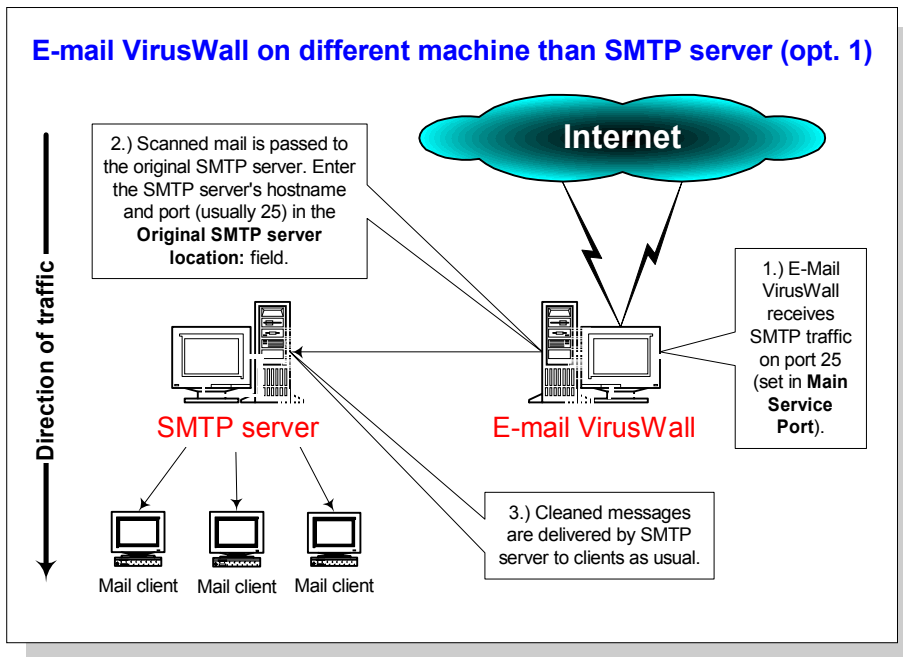 E-mail VirusWall on different machine than SMTP server (opt. 1)
Internet
2.) Scanned mail is passed to
the original SMTP server. Enter
the SMTP server's hostname
and port (usually 25) in the
Original SMTP server
location: field.
1.) E-Mail
VirusWall
receives
SMTP traffic
on port 25
(set in Main
Service
Port).
Direction of traffic
SMTP server
E-mail VirusWall
3.) Cleaned messages
are delivered by SMTP
server to clients as usual.
Mail client
Mail client
Mail client